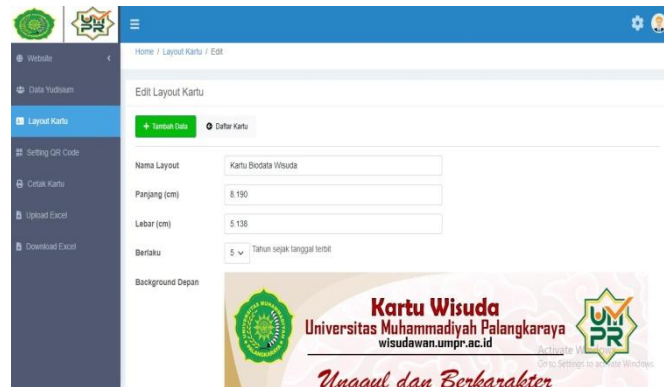 UMPR
Home / Layout Kartu / Edit
Website
Data Yudisium
Layout Kartu
Setting QR Code
Cetak Kartu
Upload Excel
Download Excel
Edit Layout Kartu
+ Tambah Data
Daftar Kartu
Nama Layout
Kartu Biodata Wisuda
Panjang (cm)
8.190
Lebar (cm)
5.138
Berlaku
5
Tahun sejak tanggal terbit
Background Depan
Kartu Wisuda
Universitas Muhammadiyah Palangkaraya
wisudawan.umpr.ac.id
UMPR
Unggul dan Berkarakter
Activate Windows
Go to Settings to activate Windows.